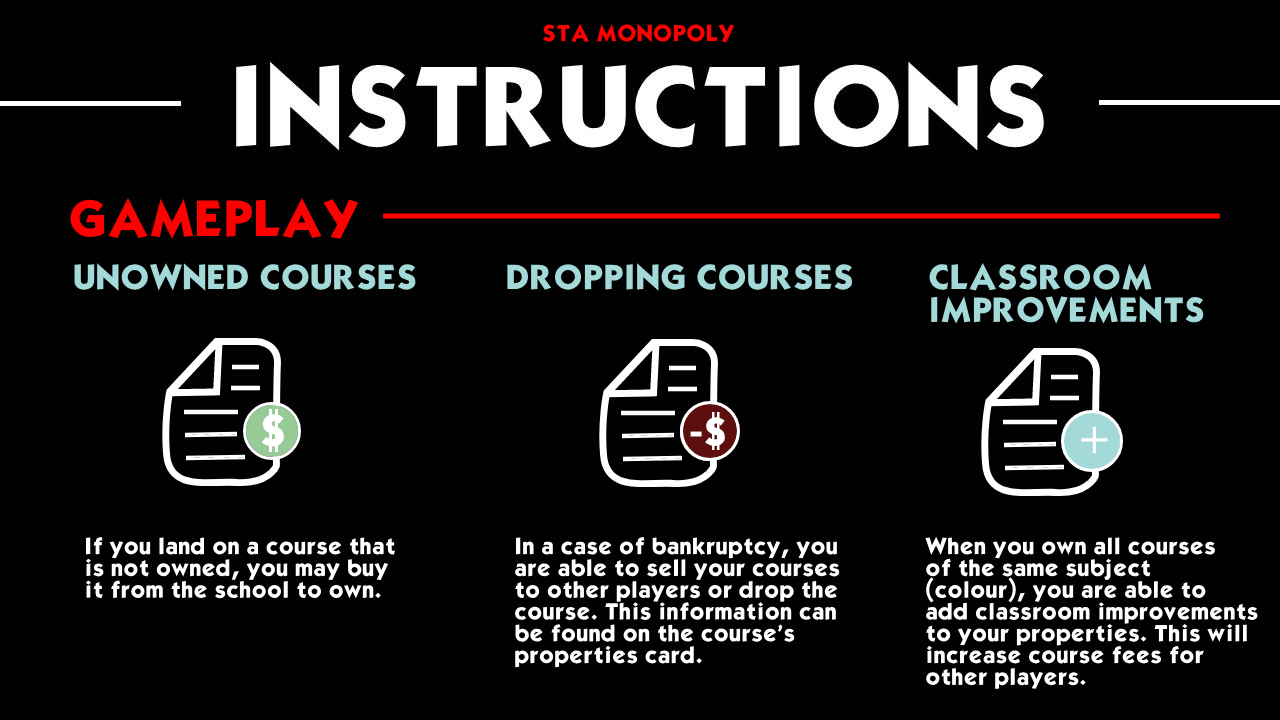 STA MONOPOLY
INSTRUCTIONS
GAMEPLAY
UNOWNED COURSES
$
If you land on a course that
is not owned, you may buy
it from the school to own.
DROPPING COURSES
-$
In a case of bankruptcy, you
are able to sell your courses
to other players or drop the
course. This information can
be found on the course's
properties card.
CLASSROOM
IMPROVEMENTS
+
When you own all courses
of the same subject
(colour), you are able to
add classroom improvements
to your properties. This will
increase course fees for
other players.